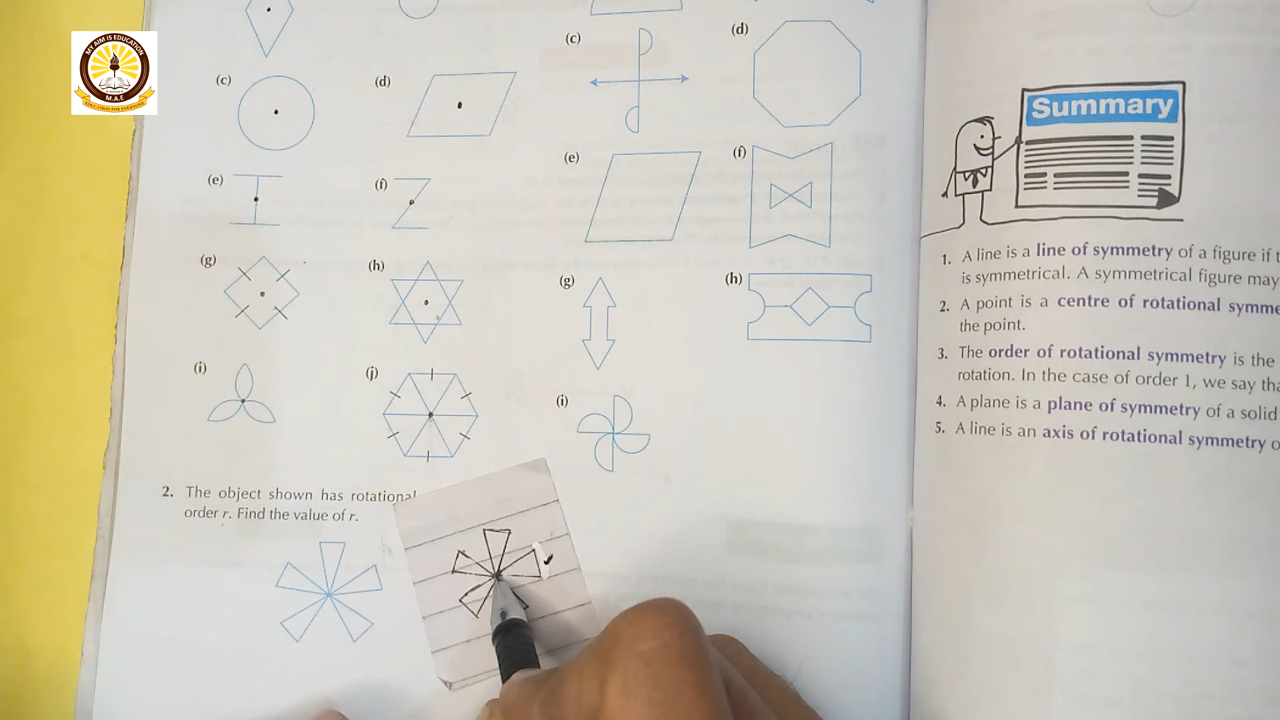 MY AIM IS EDUCATION
M.A.E
EDUCATION FOR EVERYONE
(c)
(d)
(c)
(d)
(e)
(f)
(e)
(f)
(g)
(h)
(g)
(h)
(i)
(j)
(i)
2. The object shown has rotational
order r. Find the value of r.
Summary
1. A line is a line of symmetry of a figure if
is symmetrical. A symmetrical figure may
2. A point is a centre of rotational
the point.
3. The order of rotational symmetry is the
rotation. In the case of order 1, we say
4. A plane is a plane of symmetry of a solid
5. A line is an axis of rotational symmetry